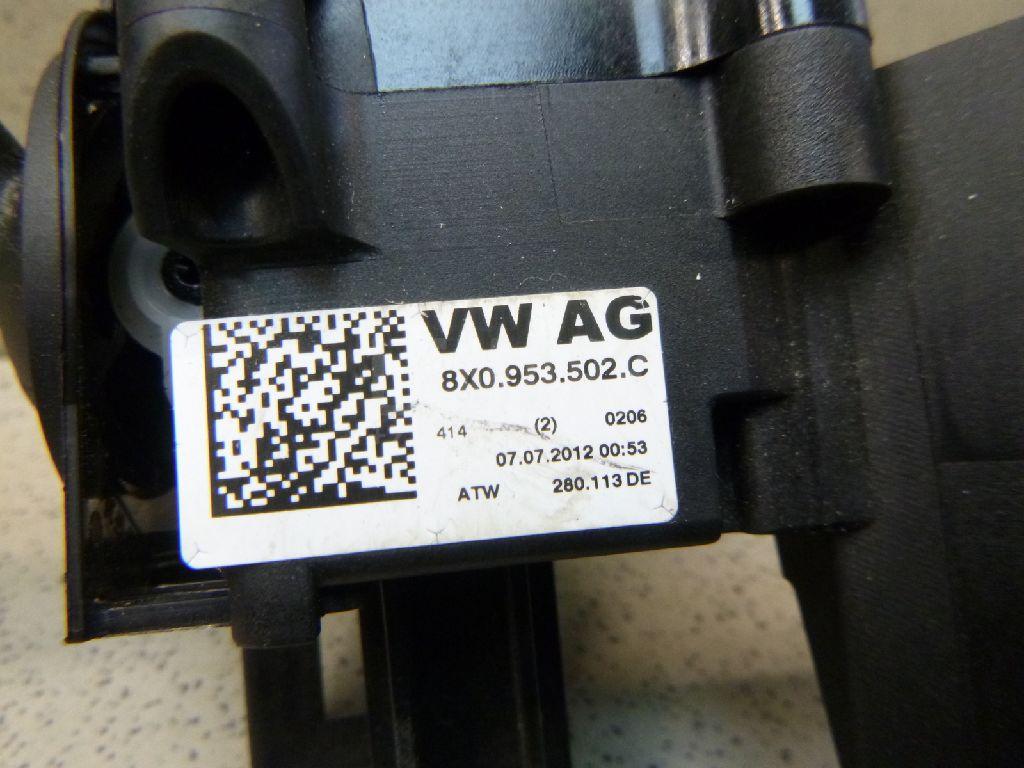 VW AG
8X0.953.502.C
414 (2) 0206
07.07.2012 00:53
ATW 280.113 DE